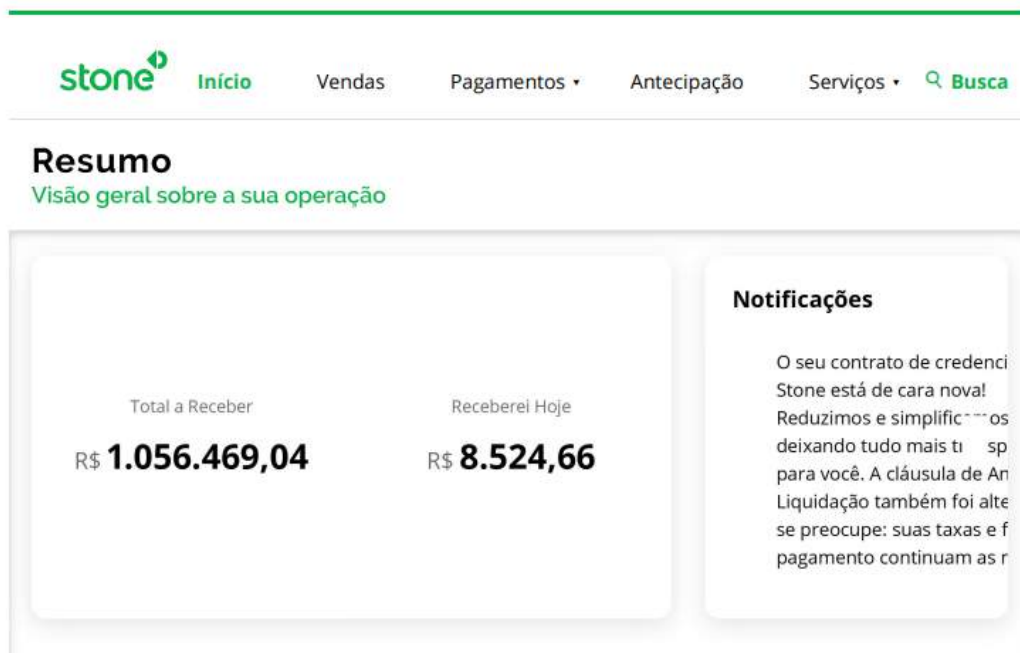 stone
Início
Vendas
Pagamentos
Antecipação
Serviços
Busca
Resumo
Visão geral sobre a sua operação
Total a Receber
R$ 1.056.469,04
Receberei Hoje
R$ 8.524,66
Notificações
O seu contrato de credenci
Stone está de cara nova!
Reduzimos e
deixando tudo mais
para você. A cláusula de An
Liquidação também foi alte
se preocupe: suas taxas e f
pagamento continuam as